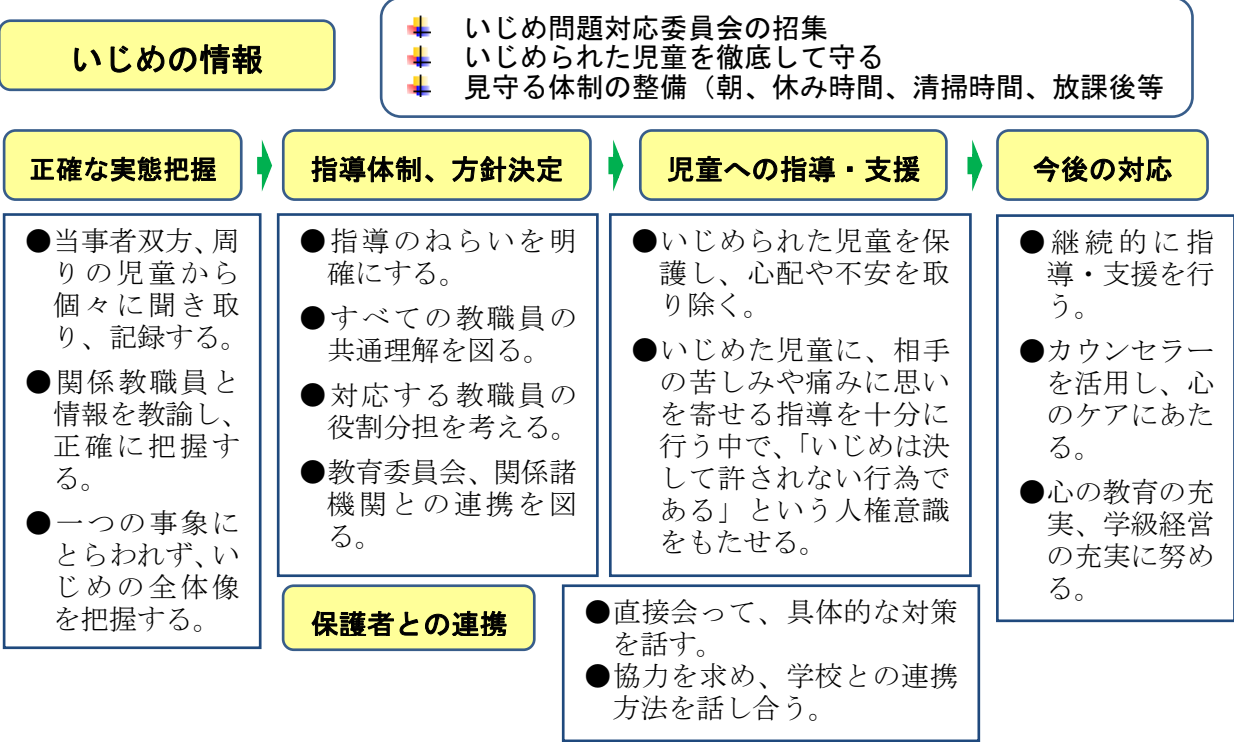 いじめの情報
いじめ問題対応委員会の招集
いじめられた児童を徹底して守る
見守る体制の整備（朝、休み時間、清掃時間、放課後等
正確な実態把握
指導体制、方針決定
児童への指導・支援
今後の対応
●当事者双方、周
りの児童から
個々に聞き取
り、記録する。
●関係教職員と
情報を教諭し、
正確に把握す
る。
●一つの事象に
とらわれず、い
じめの全体像
を把握する。
●指導のねらいを明
確にする。
●すべての教職員の
共通理解を図る。
●対応する教職員の
役割分担を考える。
●教育委員会、関係諸
機関との連携を図
る。
●いじめられた児童を保
護し、心配や不安を取
り除く。
●いじめた児童に、相手
の苦しみや痛みに思い
を寄せる指導を十分に
行う中で、「いじめは決
して許されない行為で
ある」という人権意識
をもたせる。
●継続的に指
導・支援を行
う。
●カウンセラー
を活用し、心
のケアにあた
る。
●心の教育の充
実、学級経営
の充実に努め
る。
保護者との連携
●直接会って、具体的な対策
を話す。
●協力を求め、学校との連携
方法を話し合う。